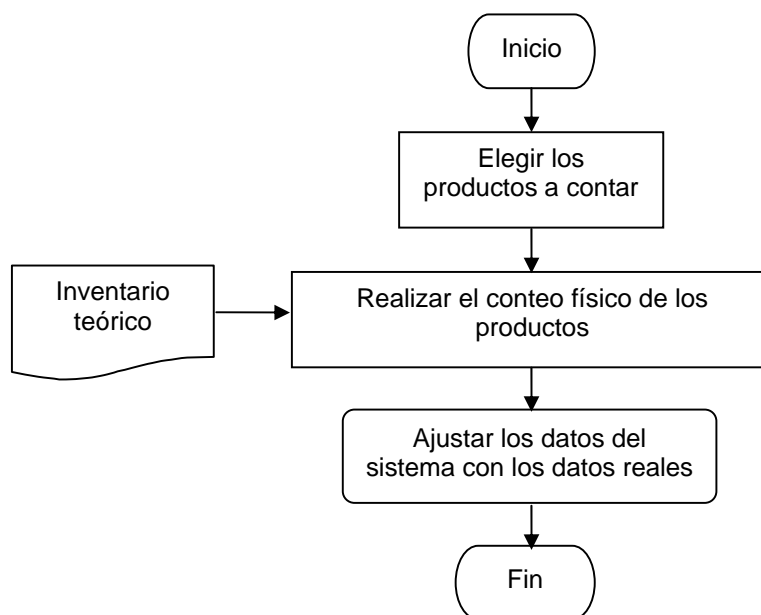 Inicio
Elegir los
productos a contar
Inventario
teórico
Realizar el conteo físico de los
productos
Ajustar los datos del
sistema con los datos reales
Fin